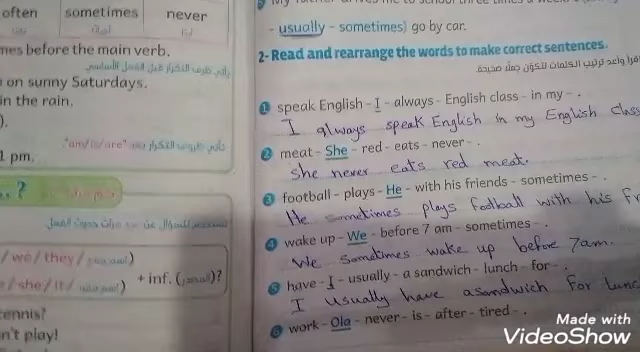 often sometimes never
mes before the main verb.
on sunny Saturdays.
in the rain.
).
"am/is/are"
1 pm.
.. ?
/ we / they /
e / she / it /
+ inf. (المصدر)?
tennis?
n't play!
- usually - sometimes) go by car.
2- Read and rearrange the words to make correct sentences.
اقرأ وأعد ترتيب الكلمات لتكون جملًا صحيحة.
1 speak English - I - always - English class - in my - .
I always speak English in my English class
2 meat - She - red - eats - never - .
She never eats red meat.
3 football - plays - He - with his friends - sometimes - .
He sometimes plays football with his fr
4 wake up - We - before 7 am - sometimes - .
We Sometimes wake up before 7am.
5 have - I - usually - a sandwich - lunch - for - .
I usually have a sandwich for lunc
6 work - Ola - never - is - after - tired - .
Made with
VideoShow